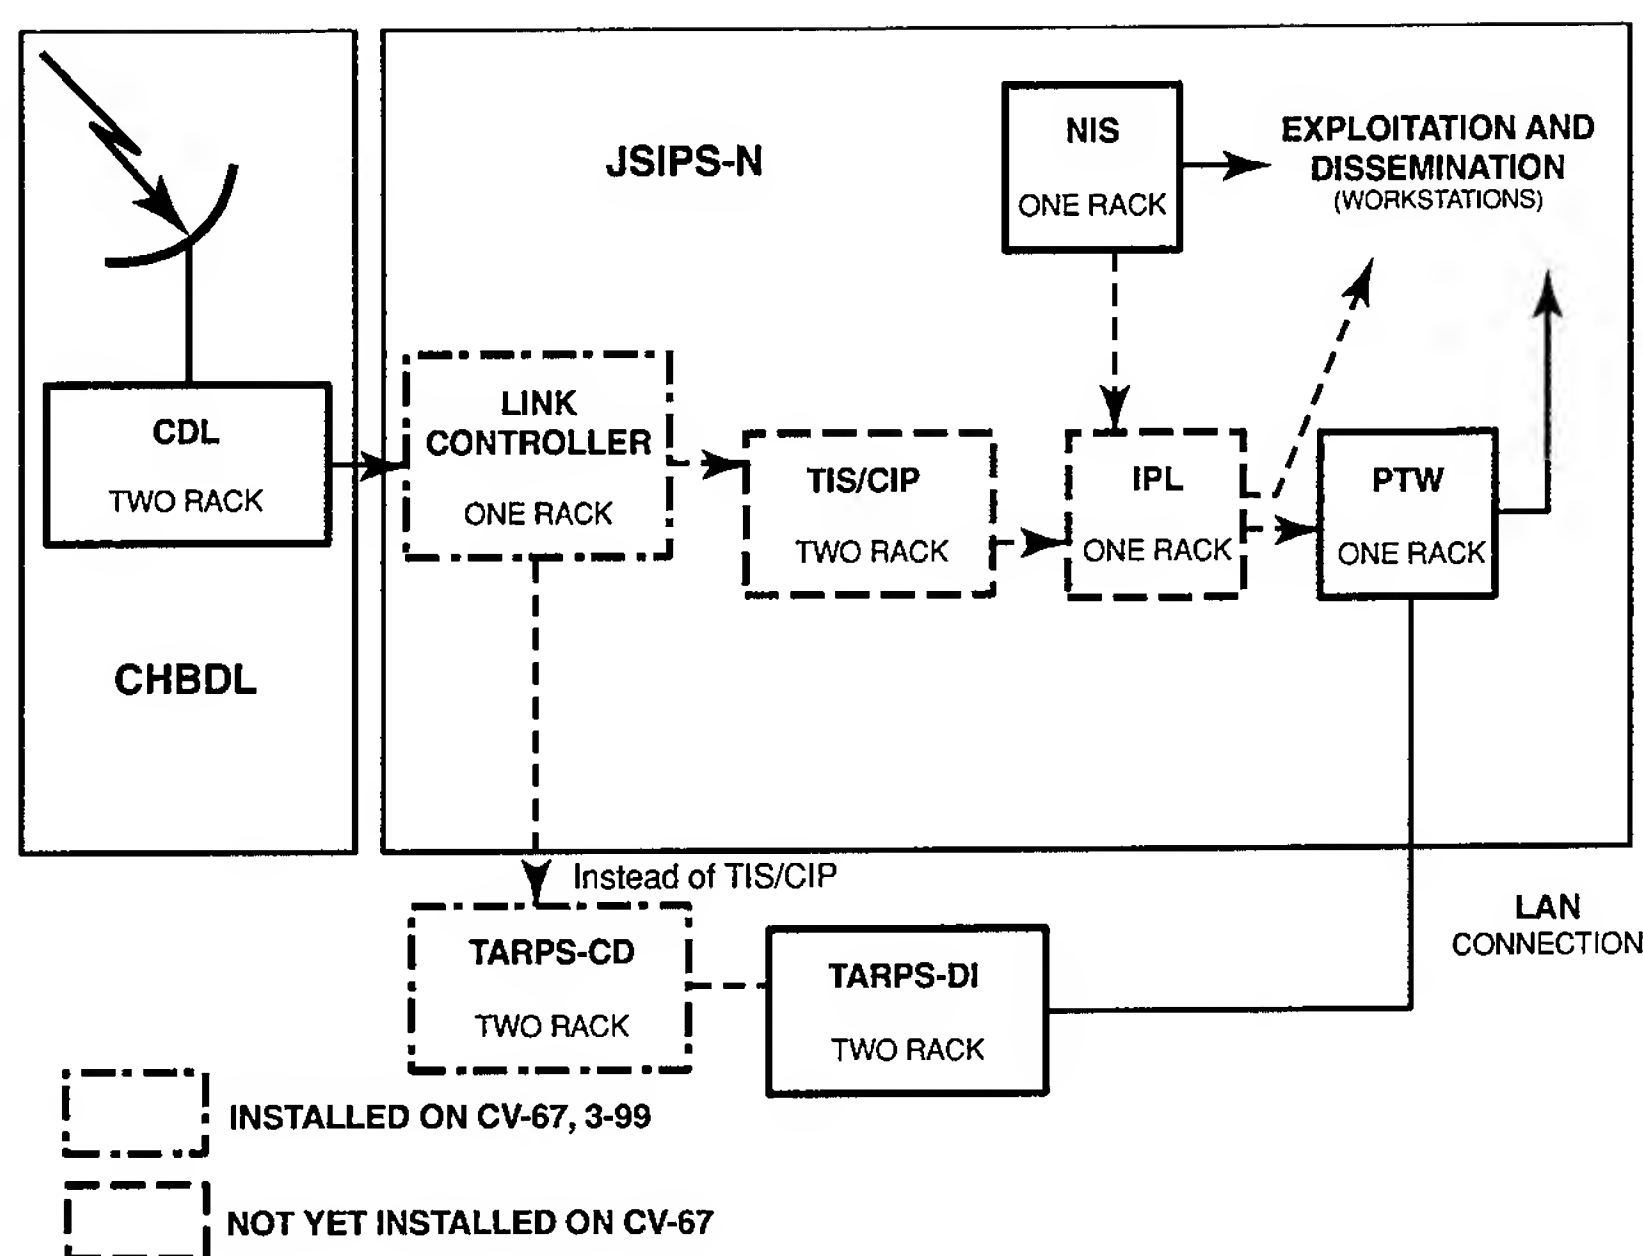 JSIPS-N
NIS
ONE RACK
EXPLOITATION AND
DISSEMINATION
(WORKSTATIONS)
CDL
TWO RACK
CHBDL
LINK
CONTROLLER
ONE RACK
TIS/CIP
TWO RACK
IPL
ONE RACK
PTW
ONE RACK
Instead of TIS/CIP
TARPS-CD
TWO RACK
TARPS-DI
TWO RACK
LAN
CONNECTION
INSTALLED ON CV-67, 3-99
NOT YET INSTALLED ON CV-67